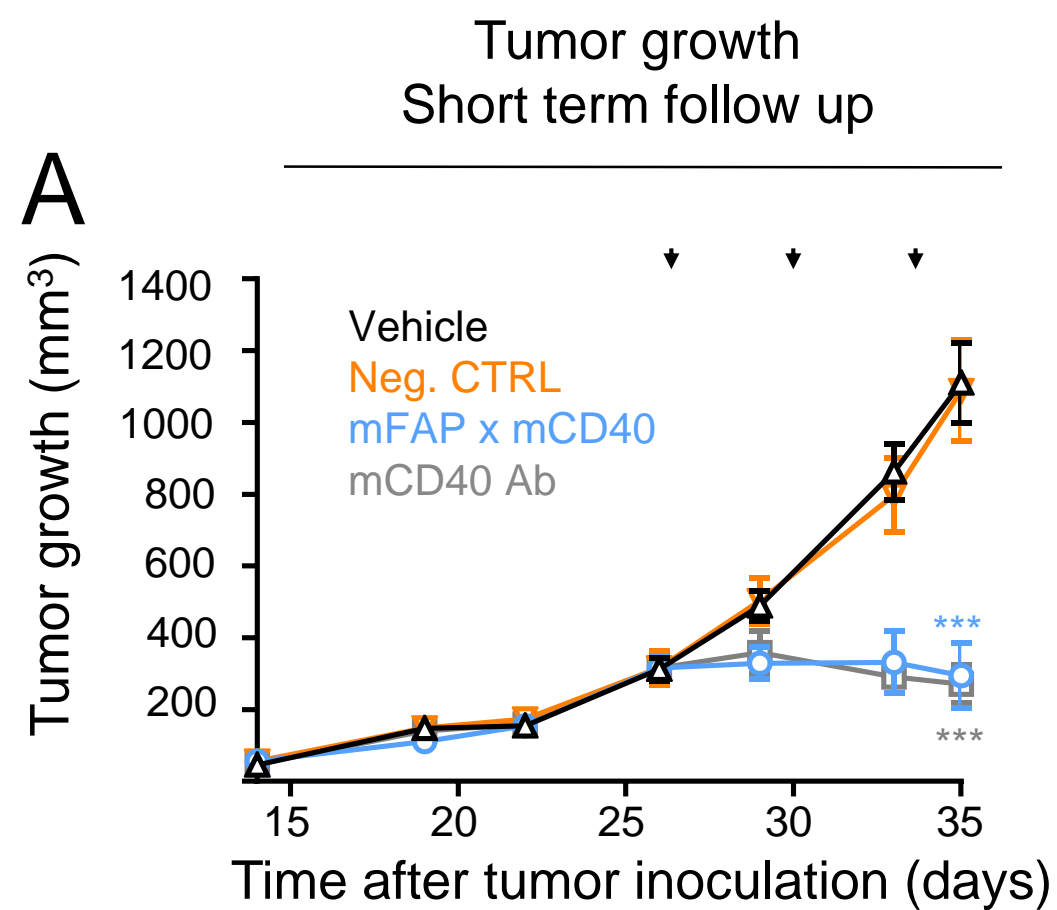 Tumor growth
Short term follow up
A
Tumor growth (mm³)
1400
1200
1000
800
600
400
200
Vehicle
Neg. CTRL
mFAP x mCD40
mCD40 Ab
***
***
15 20 25 30 35
Time after tumor inoculation (days)